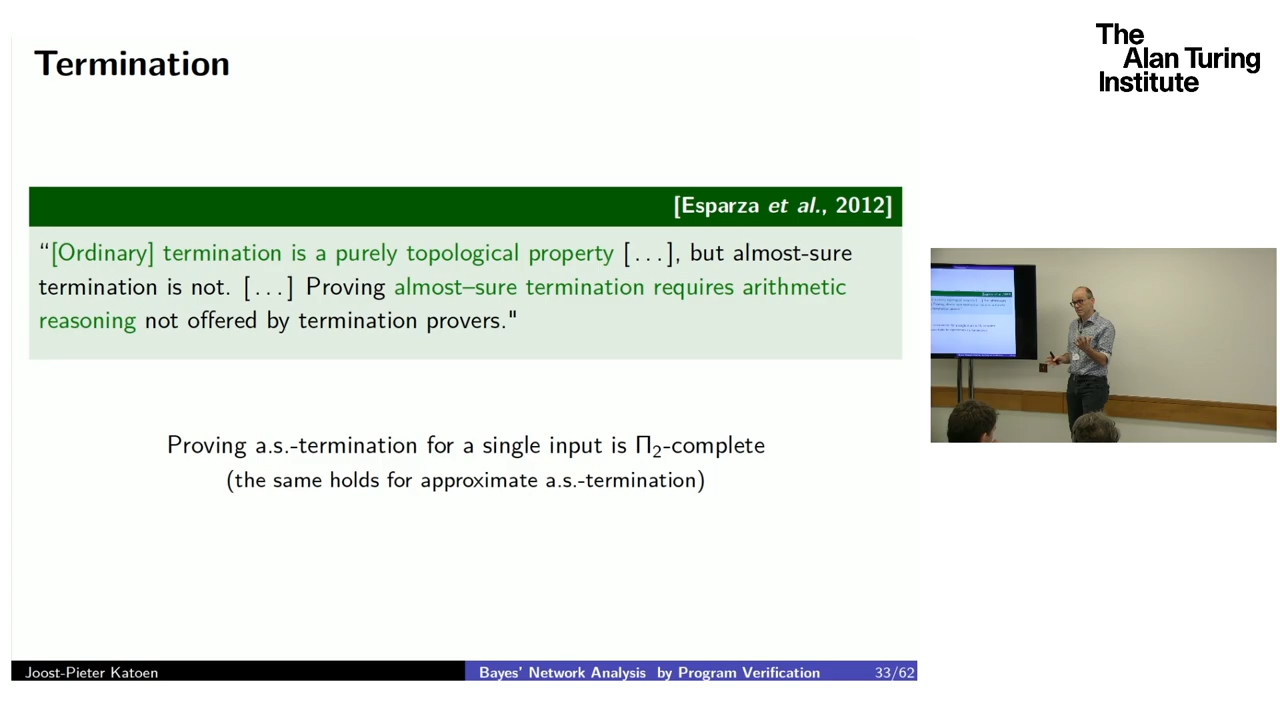 Termination
The
Alan Turing
Institute
[Esparza et al., 2012]
“[Ordinary] termination is a purely topological property [...], but almost-sure
termination is not. [...] Proving almost–sure termination requires arithmetic
reasoning not offered by termination provers."
Proving a.s.-termination for a single input is Π₂-complete
(the same holds for approximate a.s.-termination)
Joost-Pieter Katoen
Bayes' Network Analysis by Program Verification
33/62